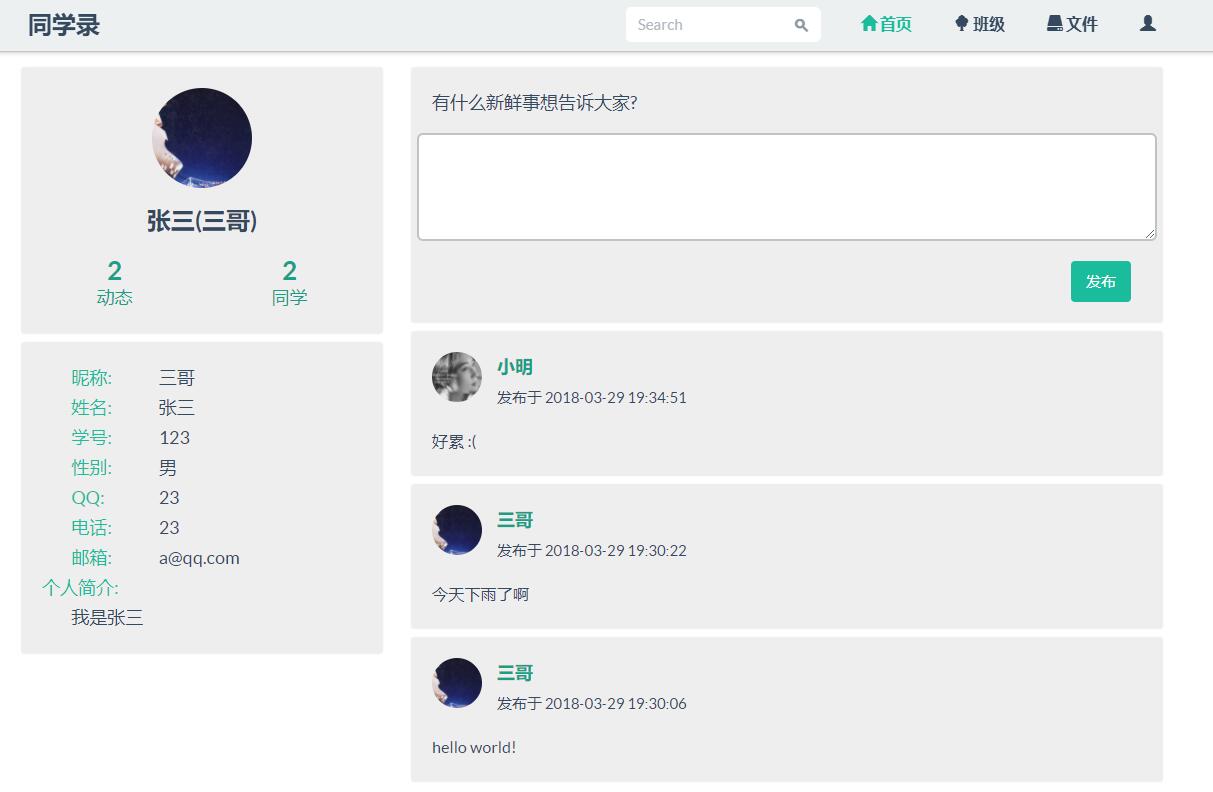 同学录
Search
首页
班级
文件
张三(三哥)
2
2
动态
同学
昵称: 三哥
姓名: 张三
学号: 123
性别: 男
QQ: 23
电话: 23
邮箱: a@qq.com
个人简介:
我是张三
有什么新鲜事想告诉大家?
发布
小明
发布于 2018-03-29 19:34:51
好累 :(
三哥
发布于 2018-03-29 19:30:22
今天下雨了啊
三哥
发布于 2018-03-29 19:30:06
hello world!